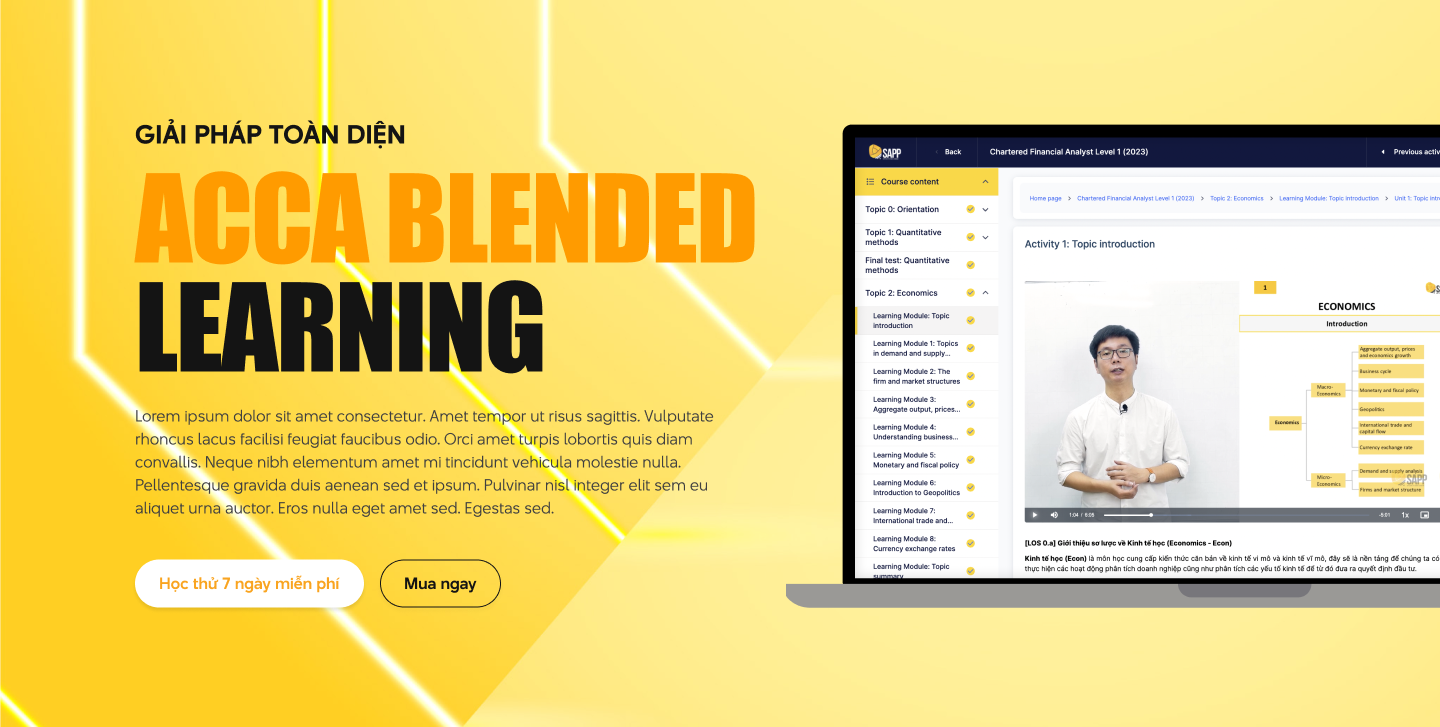 GIẢI PHÁP TOÀN DIỆN
ACCA BLENDED
LEARNING
Lorem ipsum dolor sit amet consectetur. Amet tempor ut risus sagittis. Vulputate
rhoncus lacus facilisi feugiat faucibus odio. Orci amet turpis lobortis quis diam
convallis. Neque nibh elementum amet mi tincidunt vehicula molestie nulla.
Pellentesque gravida duis aenean sed et ipsum. Pulvinar nisl integer elit sem eu
aliquet urna auctor. Eros nulla eget amet sed. Egestas sed.
Học thử 7 ngày miễn phí
Mua ngay
SAPP
Back
Chartered Financial Analyst Level 1 (2023)
Previous activ
Course content
Topic 0: Orientation
Topic 1: Quantitative
methods
Final test: Quantitative
methods
Topic 2: Economics
Learning Module: Topic
introduction
Learning Module 1: Topics
in demand and supply...
Learning Module 2: The
firm and market structures
Learning Module 3:
Aggregate output, prices...
Learning Module 4:
Understanding business...
Learning Module 5:
Monetary and fiscal policy
Learning Module 6:
Introduction to Geopolitics
Learning Module 7:
International trade and...
Learning Module 8:
Currency exchange rates
Learning Module: Topic
summary
Home page > Chartered Financial Analyst Level 1 (2023) > Topic 2: Economics > Learning Module: Topic introduction > Unit 1: Topic intro
Activity 1: Topic introduction
1
ECONOMICS
Introduction
Economics
Macro-
Economics
Aggregate output, prices
and economics growth
Business cycle
Monetary and fiscal policy
Geopolitics
International trade and
capital flow
Currency exchange rate
Micro-
Economics
Demand and supply analysis
Firms and market structure
SAPP
1:04 / 6:05
-5:01
1x
[LOS 0.a] Giới thiệu sơ lược về Kinh tế học (Economics - Econ)
Kinh tế học (Econ) là môn học cung cấp kiến thức căn bản về kinh tế vi mô và kinh tế vĩ mô, đây sẽ là nền tảng để chúng ta có
thực hiện các hoạt động phân tích doanh nghiệp cũng như phân tích các yếu tố kinh tế để từ đó đưa ra quyết định đầu tư.